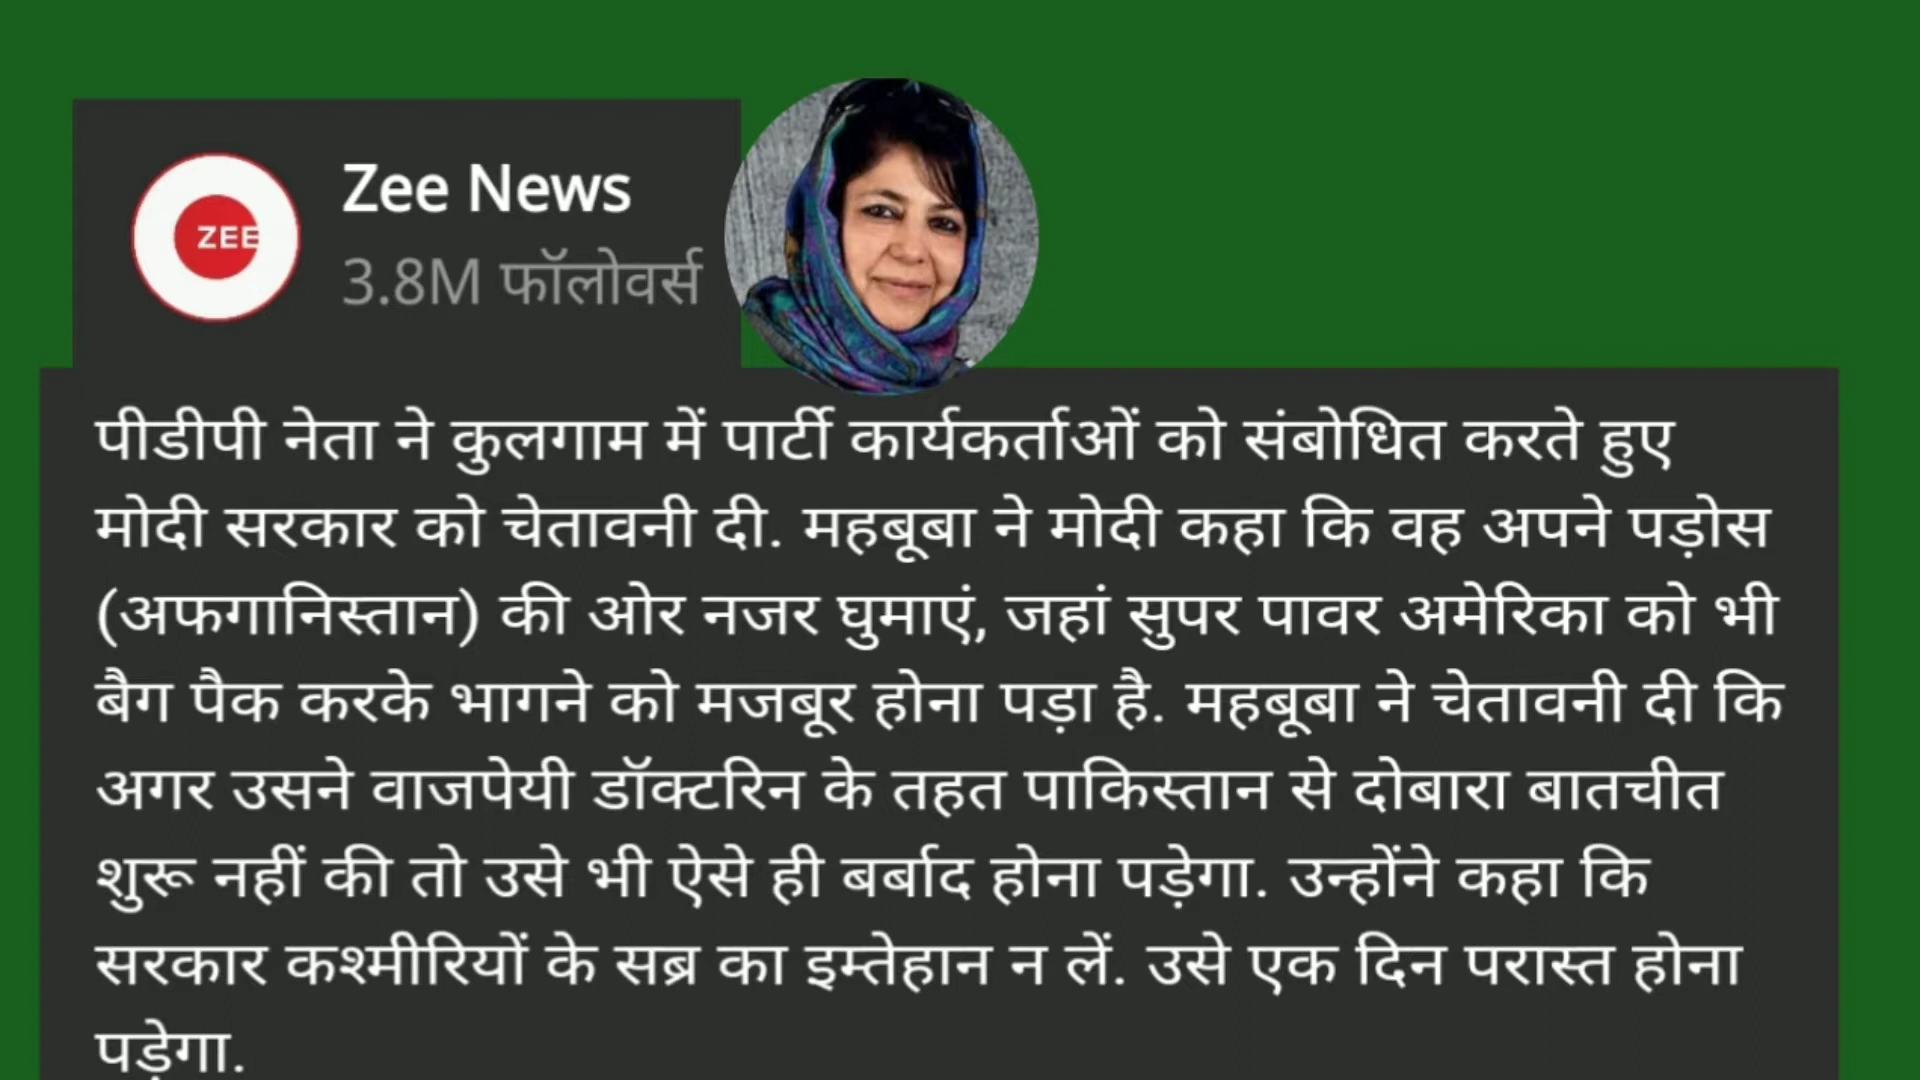 ZEE
Zee News
3.8M फॉलोवर्स
पीडीपी नेता ने कुलगाम में पार्टी कार्यकर्ताओं को संबोधित करते हुए
मोदी सरकार को चेतावनी दी. महबूबा ने मोदी कहा कि वह अपने पड़ोस
(अफगानिस्तान) की ओर नजर घुमाएं, जहां सुपर पावर अमेरिका को भी
बैग पैक करके भागने को मजबूर होना पड़ा है. महबूबा ने चेतावनी दी कि
अगर उसने वाजपेयी डॉक्टरिन के तहत पाकिस्तान से दोबारा बातचीत
शुरू नहीं की तो उसे भी ऐसे ही बर्बाद होना पड़ेगा. उन्होंने कहा कि
सरकार कश्मीरियों के सब्र का इम्तेहान न लें. उसे एक दिन परास्त होना
पड़ेगा.